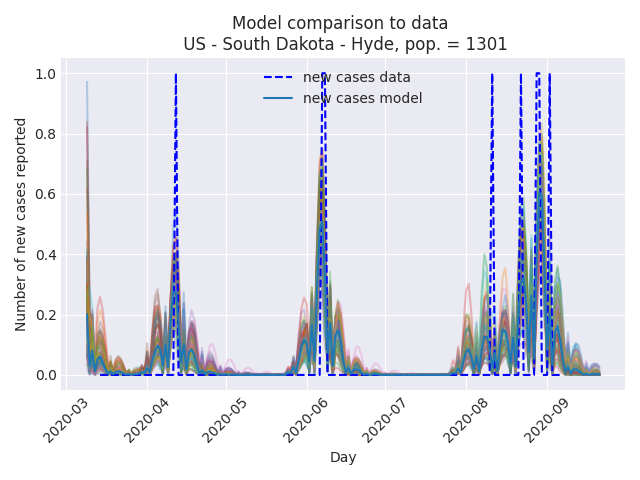 Model comparison to data
US - South Dakota - Hyde, pop. = 1301
new cases data
new cases model
Number of new cases reported
1.0
0.8
0.6
0.4
0.2
0.0
2020-03
2020-04
2020-05
2020-06
2020-07
2020-08
2020-09
Day